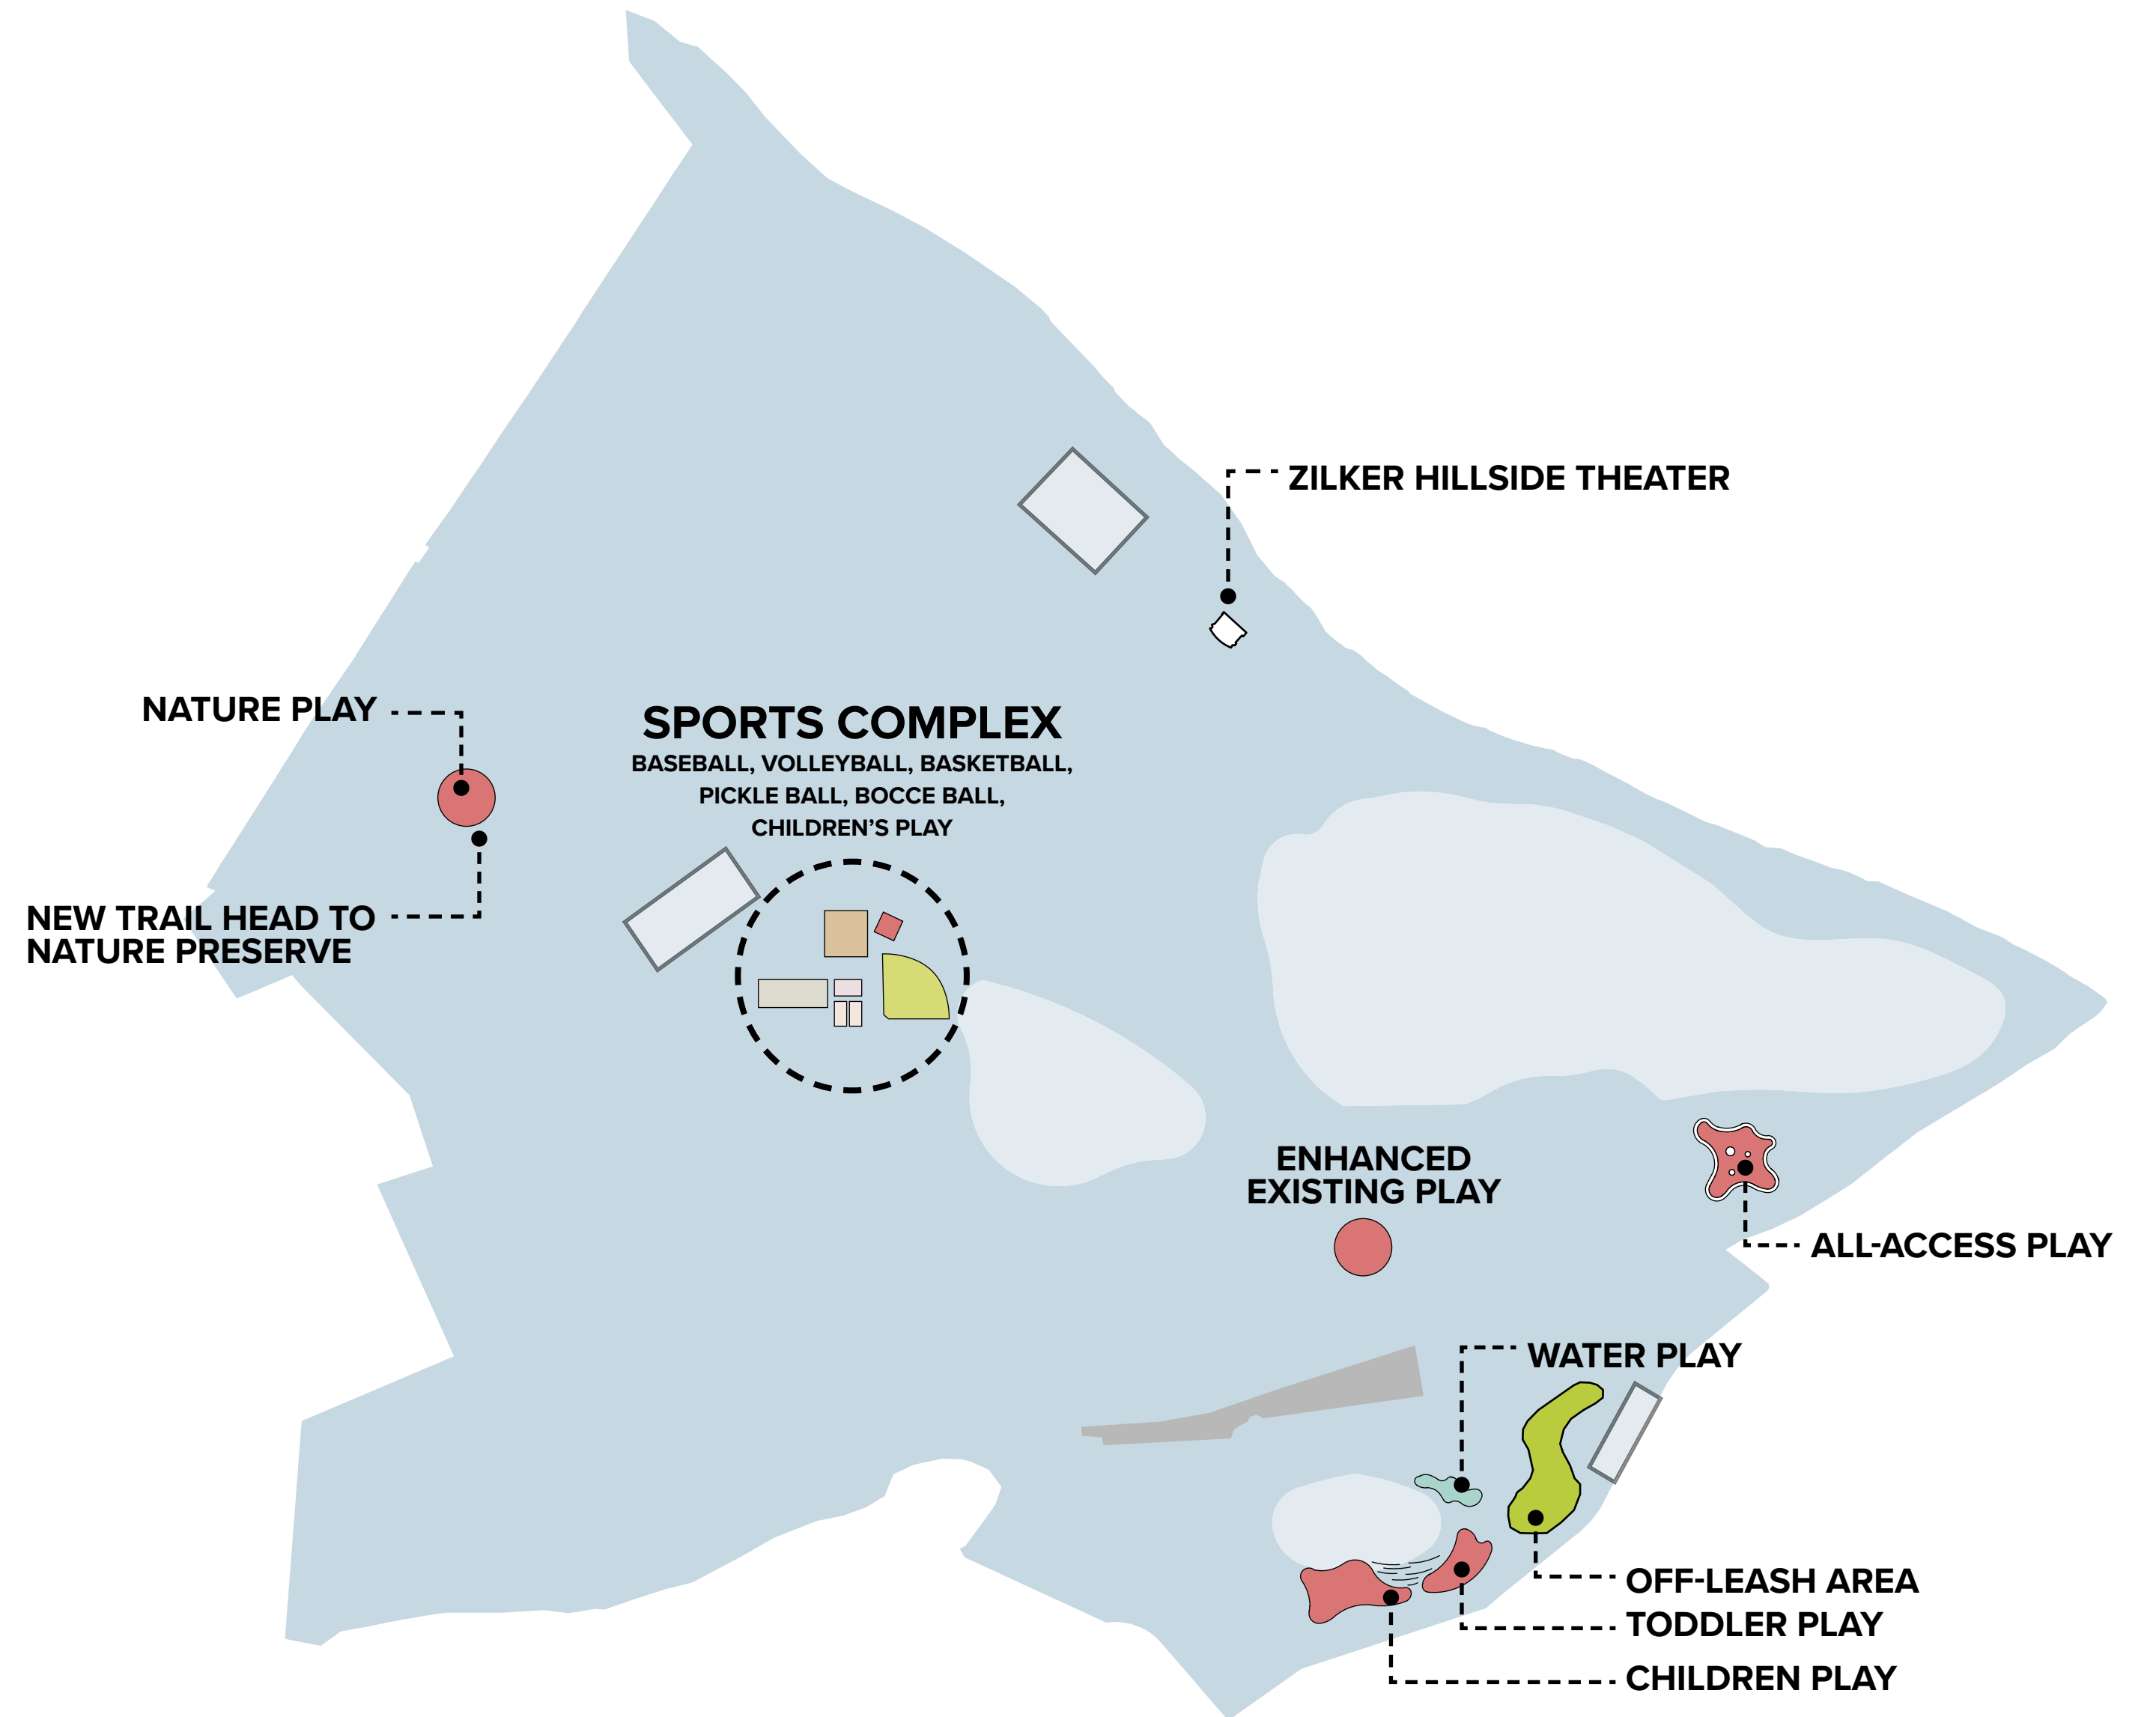 ZILKER HILLSIDE THEATER
NATURE PLAY
SPORTS COMPLEX
BASEBALL, VOLLEYBALL, BASKETBALL,
PICKLE BALL, BOCCE BALL,
CHILDREN’S PLAY
NEW TRAIL HEAD TO
NATURE PRESERVE
ENHANCED
EXISTING PLAY
ALL-ACCESS PLAY
WATER PLAY
OFF-LEASH AREA
TODDLER PLAY
CHILDREN PLAY